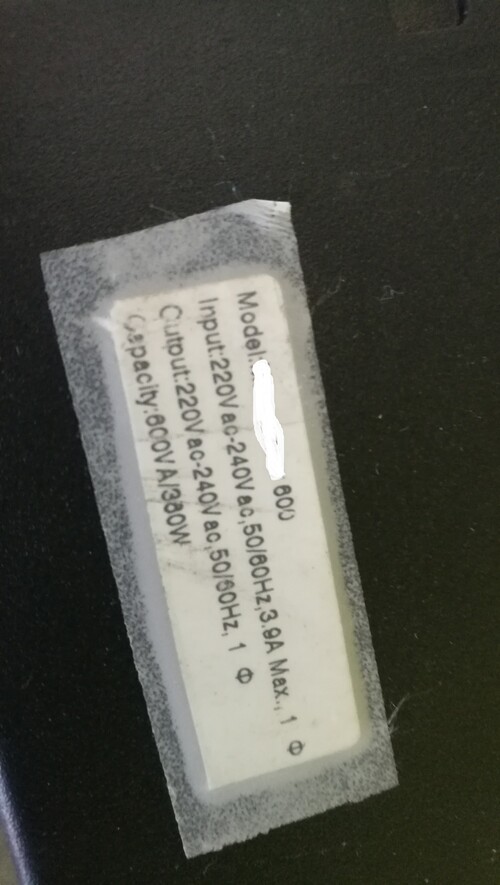 Model: 600
Input:220Vac-240Vac,50/60Hz,3.9A Max., 1 Φ
Output:220Vac-240Vac,50/60Hz, 1 Φ
Capacity:600VA/360W